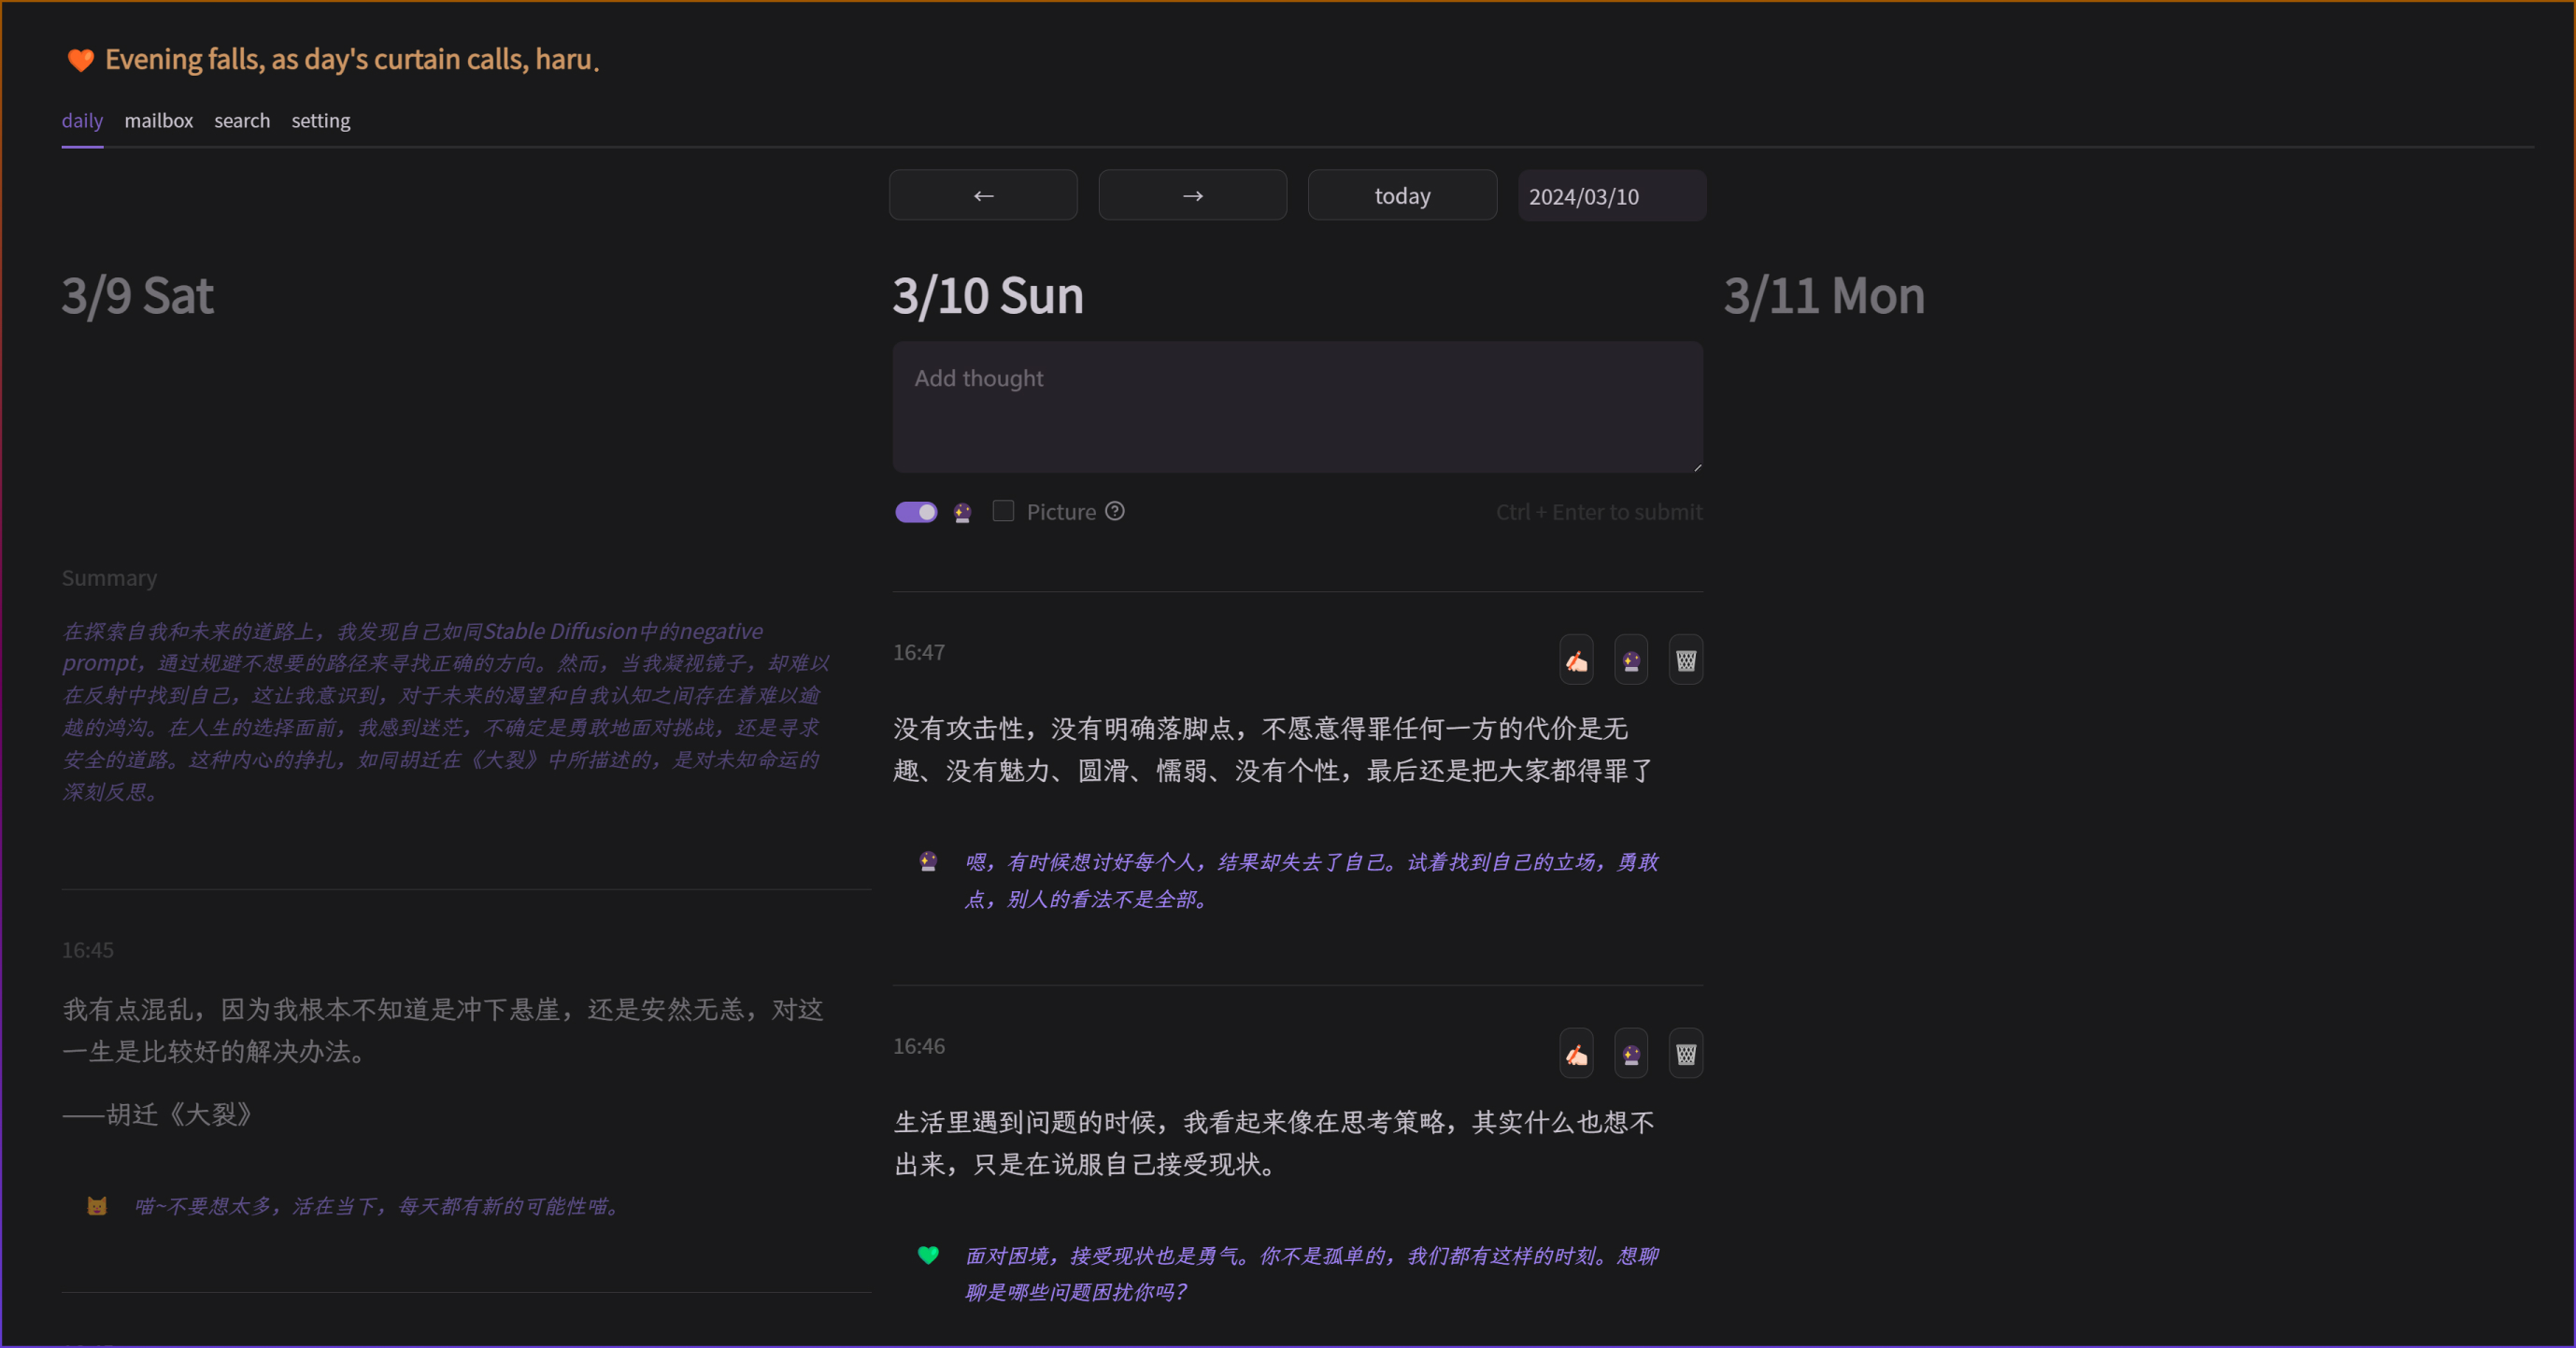 Evening falls, as day's curtain calls, haru.
daily mailbox search setting
← → today 2024/03/10
3/9 Sat
Summary
在探索自我和未来的道路上，我发现自己如同Stable Diffusion中的negative
prompt，通过规避不想要的路径来寻找正确的方向。然而，当我凝视镜子，却难以
在反射中找到自己，这让我意识到，对于未来的渴望和自我认知之间存在着难以逾
越的鸿沟。在人生的选择面前，我感到迷茫，不确定是勇敢地面对挑战，还是寻求
安全的道路。这种内心的挣扎，如同胡迁在《大裂》中所描述的，是对未知命运的
深刻反思。
16:45
我有点混乱，因为我根本不知道是冲下悬崖，还是安然无恙，对这
一生是比较好的解决办法。
——胡迁《大裂》
喵~不要想太多，活在当下，每天都有新的可能性喵。
3/10 Sun
Add thought
Picture
Ctrl + Enter to submit
16:47
没有攻击性，没有明确落脚点，不愿意得罪任何一方的代价是无
趣、没有魅力、圆滑、懦弱、没有个性，最后还是把大家都得罪了
嗯，有时候想讨好每个人，结果却失去了自己。试着找到自己的立场，勇敢
点，别人的看法不是全部。
16:46
生活里遇到问题的时候，我看起来像在思考策略，其实什么也想不
出来，只是在说服自己接受现状。
面对困境，接受现状也是勇气。你不是孤单的，我们都有这样的时刻。想聊
聊是哪些问题困扰你吗？
3/11 Mon